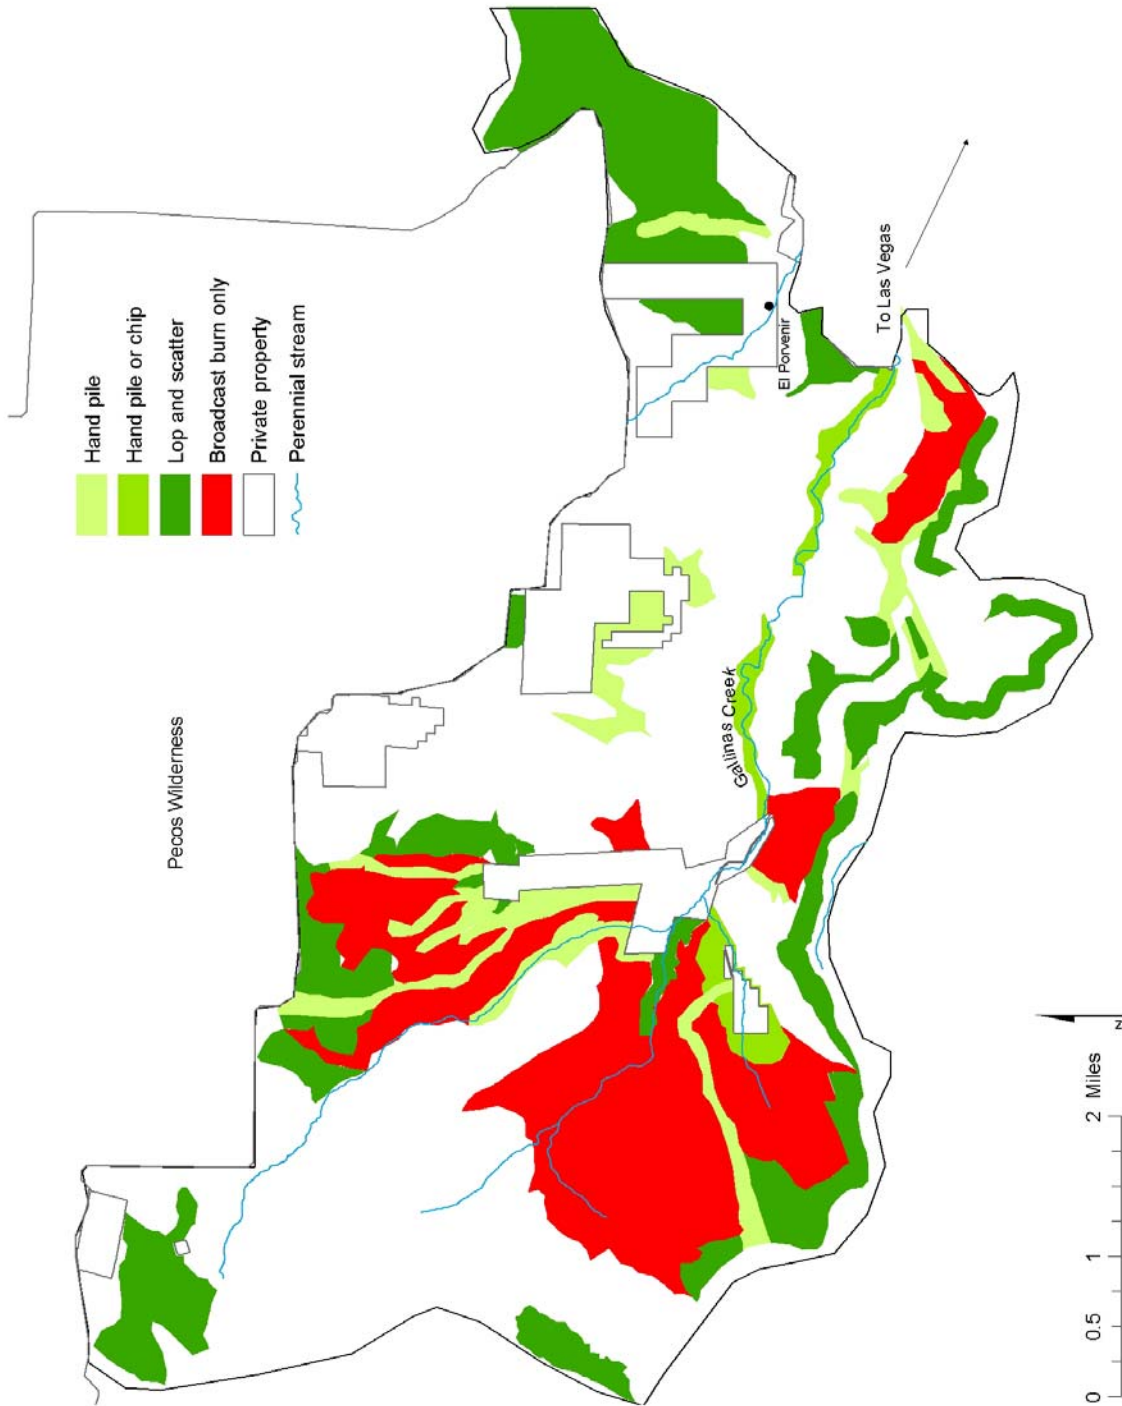 Pecos Wilderness
Hand pile
Hand pile or chip
Lop and scatter
Broadcast burn only
Private property
Perennial stream
Gallinas Creek
El Porvenir
To Las Vegas
0 0.5 1 2 Miles
N